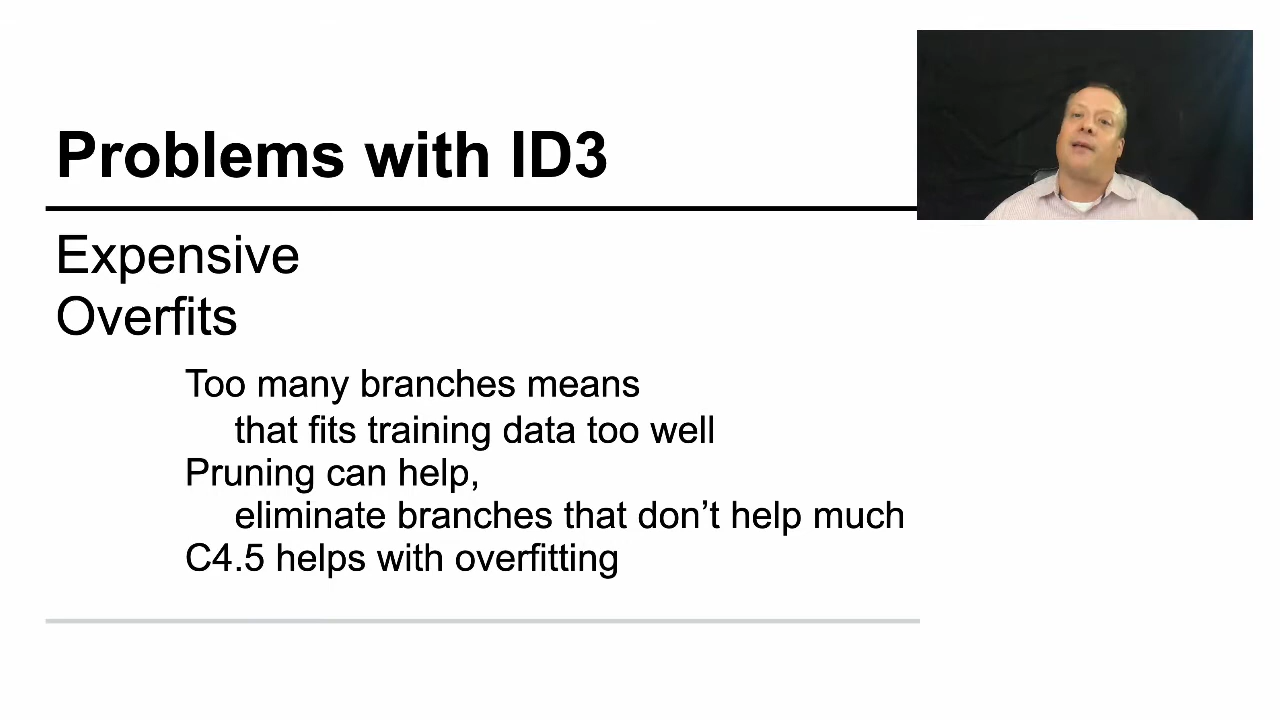 Problems with ID3
Expensive
Overfits
Too many branches means
that fits training data too well
Pruning can help,
eliminate branches that don’t help much
C4.5 helps with overfitting